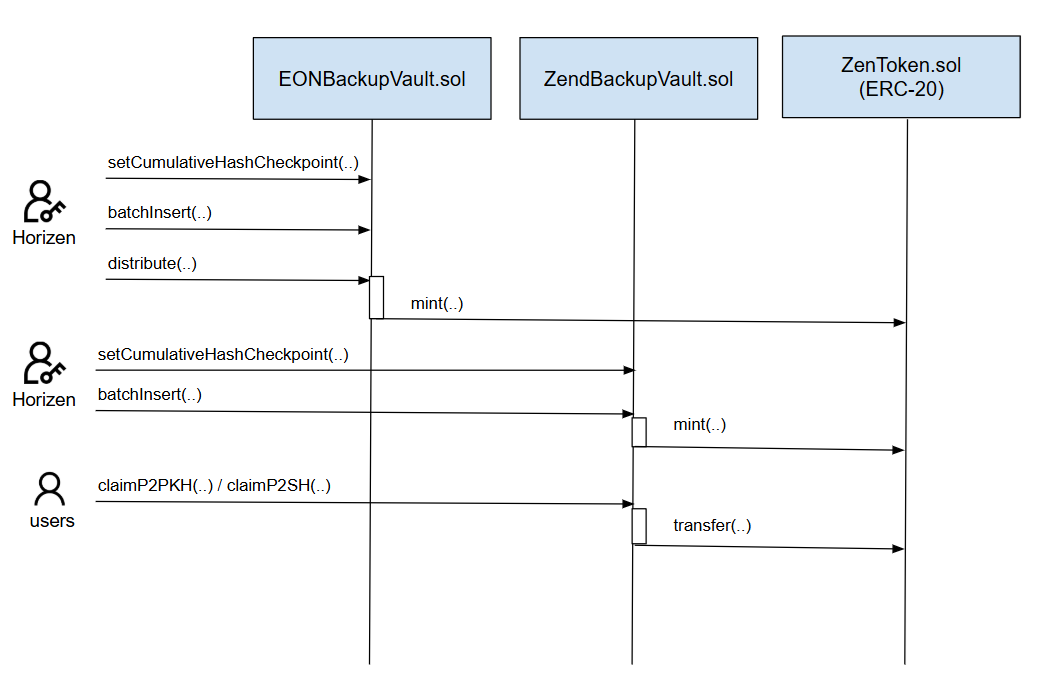 EONBackupVault.sol
ZendBackupVault.sol
ZenToken.sol
(ERC-20)
setCumulativeHashCheckpoint(..)
batchInsert(..)
Horizen
distribute(..)
mint(..)
setCumulativeHashCheckpoint(..)
batchInsert(..)
Horizen
mint(..)
claimP2PKH(..) / claimP2SH(..)
users
transfer(..)